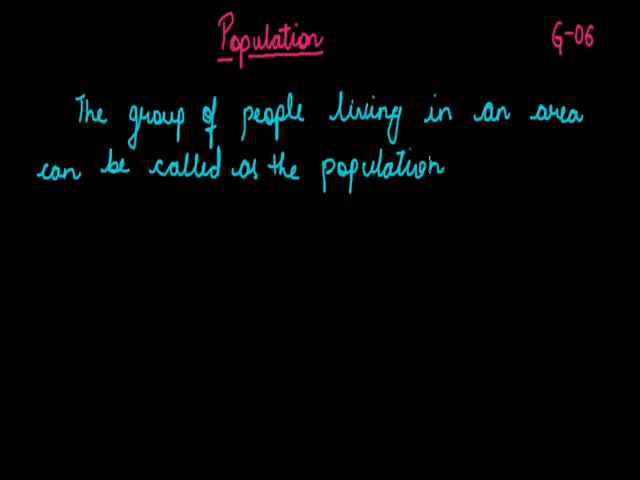 Population
G-06
The group of people living in an area
can be called as the population